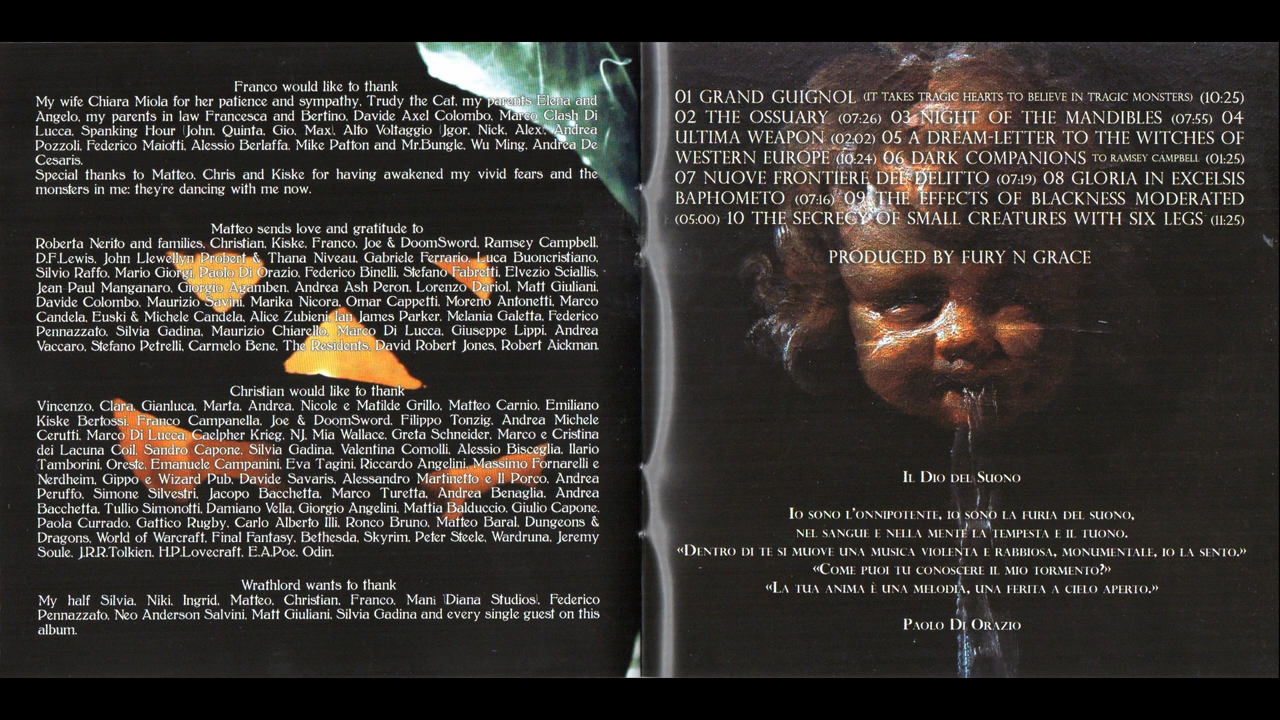 Franco would like to thank
My wife Chiara Miola for her patience and sympathy, Trudy the Cat, my parents Elena and
Angelo, my parents in law Francesca and Bertino, Davide Axel Colombo, Marco Clash Di
Lucca, Spanking Hour (John, Quinta, Gio, Max), Alto Voltaggio (Igor, Nick, Alex), Andrea
Pozzoli, Federico Maiotti, Alessio Berlaffa, Mike Patton and Mr.Bungle, Wu Ming, Andrea De
Cesaris.
Special thanks to Matteo, Chris and Kiske for having awakened my vivid fears and the
monsters in me: they're dancing with me now.
Matteo sends love and gratitude to
Roberta Nerito and families, Christian, Kiske, Franco, Joe & DoomSword, Ramsey Campbell,
D.F.Lewis, John Llewellyn Probert & Thana Niveau, Gabriele Ferrario, Luca Buoncristiano,
Silvio Raffo, Mario Giorgi, Paolo Di Orazio, Federico Binelli, Stefano Fabretti, Elvezio Sciallis,
Jean Paul Manganaro, Giorgio Agamben, Andrea Ash Peron, Lorenzo Dariol, Matt Giuliani,
Davide Colombo, Maurizio Savini, Marika Nicora, Omar Cappetti, Moreno Antonetti, Marco
Candela, Euski & Michele Candela, Alice Zubieni, Ian James Parker, Melania Galetta, Federico
Pennazzato, Silvia Gadina, Maurizio Chiarello, Marco Di Lucca, Giuseppe Lippi, Andrea
Vaccaro, Stefano Petrelli, Carmelo Bene, The Residents, David Robert Jones, Robert Aickman.
Christian would like to thank
Vincenzo, Clara, Gianluca, Marta, Andrea, Nicole e Matilde Grillo, Matteo Carnio, Emiliano
Kiske Bertossi, Franco Campanella, Joe & DoomSword, Filippo Tonzig, Andrea Michele
Cerutti, Marco Di Lucca, Caelpher Krieg, NJ, Mia Wallace, Greta Schneider, Marco e Cristina
dei Lacuna Coil, Sandro Capone, Silvia Gadina, Valentina Comolli, Alessio Bisceglia, Ilario
Tamborini, Oreste, Emanuele Campanini, Eva Tagini, Riccardo Angelini, Massimo Fornarelli e
Nerdheim, Gippo e Wizard Pub, Davide Savaris, Alessandro Martinetto e Il Porco, Andrea
Peruffo, Simone Silvestri, Jacopo Bacchetta, Marco Turetta, Andrea Benaglia, Andrea
Bacchetta, Tullio Simonotti, Damiano Vella, Giorgio Angelini, Mattia Balduccio, Giulio Capone,
Paola Currado, Gattico Rugby, Carlo Alberto Illi, Ronco Bruno, Matteo Baral, Dungeons &
Dragons, World of Warcraft, Final Fantasy, Bethesda, Skyrim, Peter Steele, Wardruna, Jeremy
Soule, J.R.R.Tolkien, H.P.Lovecraft, E.A.Poe, Odin.
Wrathlord wants to thank
My half Silvia, Niki, Ingrid, Matteo, Christian, Franco, Mani (Diana Studios), Federico
Pennazzato, Neo Anderson Salvini, Matt Giuliani, Silvia Gadina and every single guest on this
album.
01 GRAND GUIGNOL (IT TAKES TRAGIC HEARTS TO BELIEVE IN TRAGIC MONSTERS) (10:25)
02 THE OSSUARY (07:26) 03 NIGHT OF THE MANDIBLES (07:55) 04
ULTIMA WEAPON (02:02) 05 A DREAM-LETTER TO THE WITCHES OF
WESTERN EUROPE (10:24) 06 DARK COMPANIONS TO RAMSEY CAMPBELL (01:25)
07 NUOVE FRONTIERE DEL DELITTO (07:19) 08 GLORIA IN EXCELSIS
BAPHOMETO (07:16) 09 THE EFFECTS OF BLACKNESS MODERATED
(05:00) 10 THE SECRECY OF SMALL CREATURES WITH SIX LEGS (11:25)
PRODUCED BY FURY N GRACE
IL DIO DEL SUONO
IO SONO L'ONNIPOTENTE, IO SONO LA FURIA DEL SUONO,
NEL SANGUE E NELLA MENTE LA TEMPESTA E IL TUONO.
«DENTRO DI TE SI MUOVE UNA MUSICA VIOLENTA E RABBIOSA, MONUMENTALE, IO LA SENTO.»
«COME PUOI TU CONOSCERE IL MIO TORMENTO?»
«LA TUA ANIMA È UNA MELODIA, UNA FERITA A CIELO APERTO.»
PAOLO DI ORAZIO